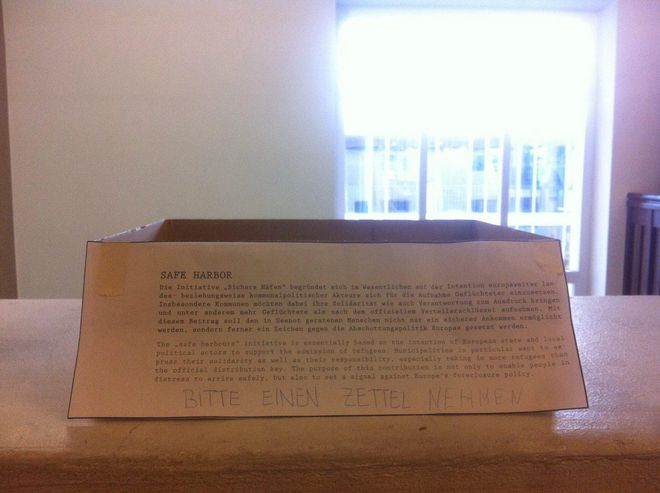 SAFE HARBOR
Die Initiative „Sichere Häfen“ begründet sich im Wesentlichen auf der Intention europaweiter lan-
des- beziehungsweise kommunalpolitischer Akteure sich für die Aufnahme Geflüchteter einzusetzen.
Insbesondere Kommunen möchten dabei ihre Solidarität wie auch Verantwortung zum Ausdruck bringen
und unter anderem mehr Geflüchtete als nach dem offiziellem Verteilerschlüssel aufnehmen. Mit
diesem Beitrag soll den in Seenot geratenen Menschen nicht nur ein sicheres Ankommen ermöglicht
werden, sondern ferner ein Zeichen gegen die Abschottungspolitik Europas gesetzt werden.
The „safe harbours“ initiative is essentially based on the intention of European state and local
political actors to support the admission of refugees. Municipalities in particular want to ex-
press their solidarity as well as their responsibility, especially taking in more refugees than
the official distribution key. The purpose of this contribution is not only to enable people in
distress to arrive safely, but also to set a signal against Europe's foreclosure policy.
BITTE EINEN ZETTEL NEHMEN